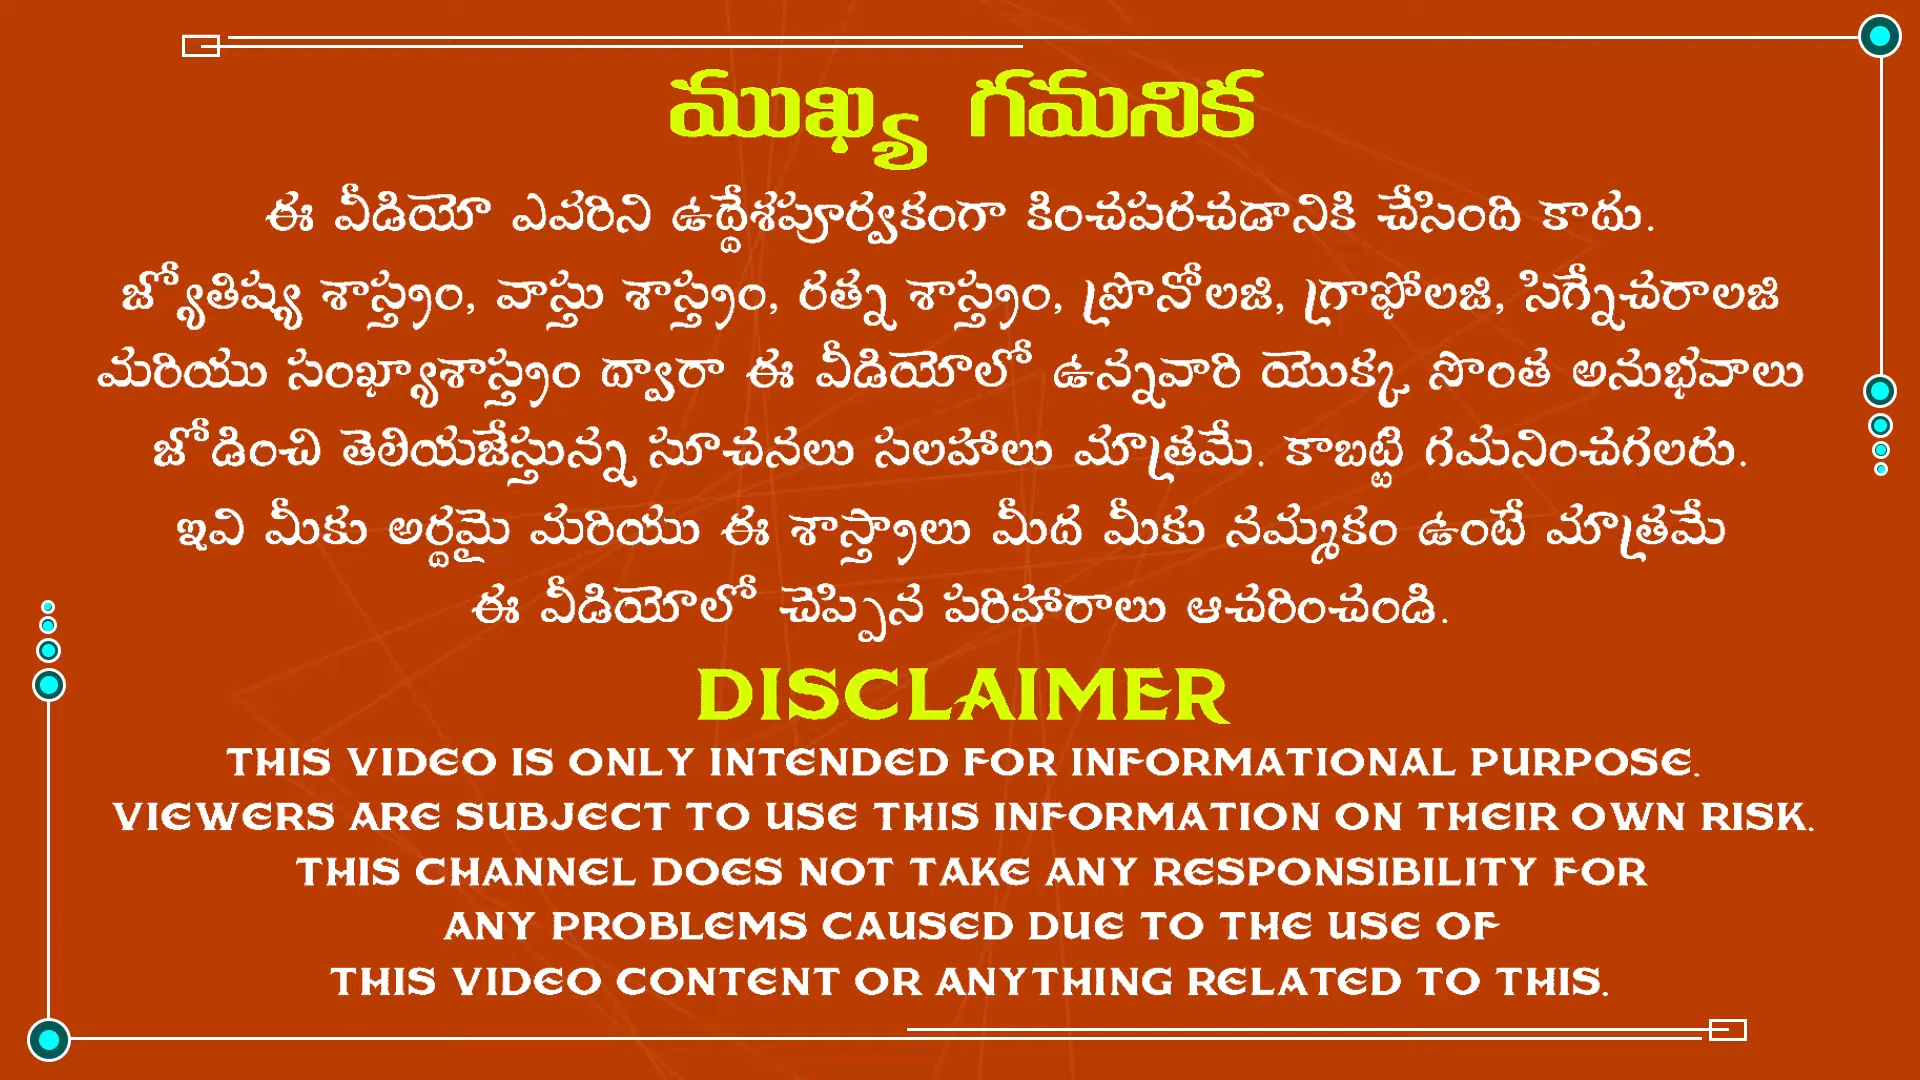 ముఖ్య గమనిక
ఈ వీడియో ఎవరిని ఉద్దేశపూర్వకంగా కించపరచడానికి చేసింది కాదు.
జ్యోతిష్య శాస్త్రం, వాస్తు శాస్త్రం, రత్న శాస్త్రం, ప్రొనోలజి, గ్రాఫోలజి, సిగ్నేచరాలజి
మరియు సంఖ్యాశాస్త్రం ద్వారా ఈ వీడియోలో ఉన్నవారి యొక్క సొంత అనుభవాలు
జోడించి తెలియజేస్తున్న సూచనలు సలహాలు మాత్రమే. కాబట్టి గమనించగలరు.
ఇవి మీకు అర్దమై మరియు ఈ శాస్త్రాలు మీద మీకు నమ్మకం ఉంటే మాత్రమే
ఈ వీడియోలో చెప్పిన పరిహారాలు ఆచరించండి.
DISCLAIMER
THIS VIDEO IS ONLY INTENDED FOR INFORMATIONAL PURPOSE.
VIEWERS ARE SUBJECT TO USE THIS INFORMATION ON THEIR OWN RISK.
THIS CHANNEL DOES NOT TAKE ANY RESPONSIBILITY FOR
ANY PROBLEMS CAUSED DUE TO THE USE OF
THIS VIDEO CONTENT OR ANYTHING RELATED TO THIS.